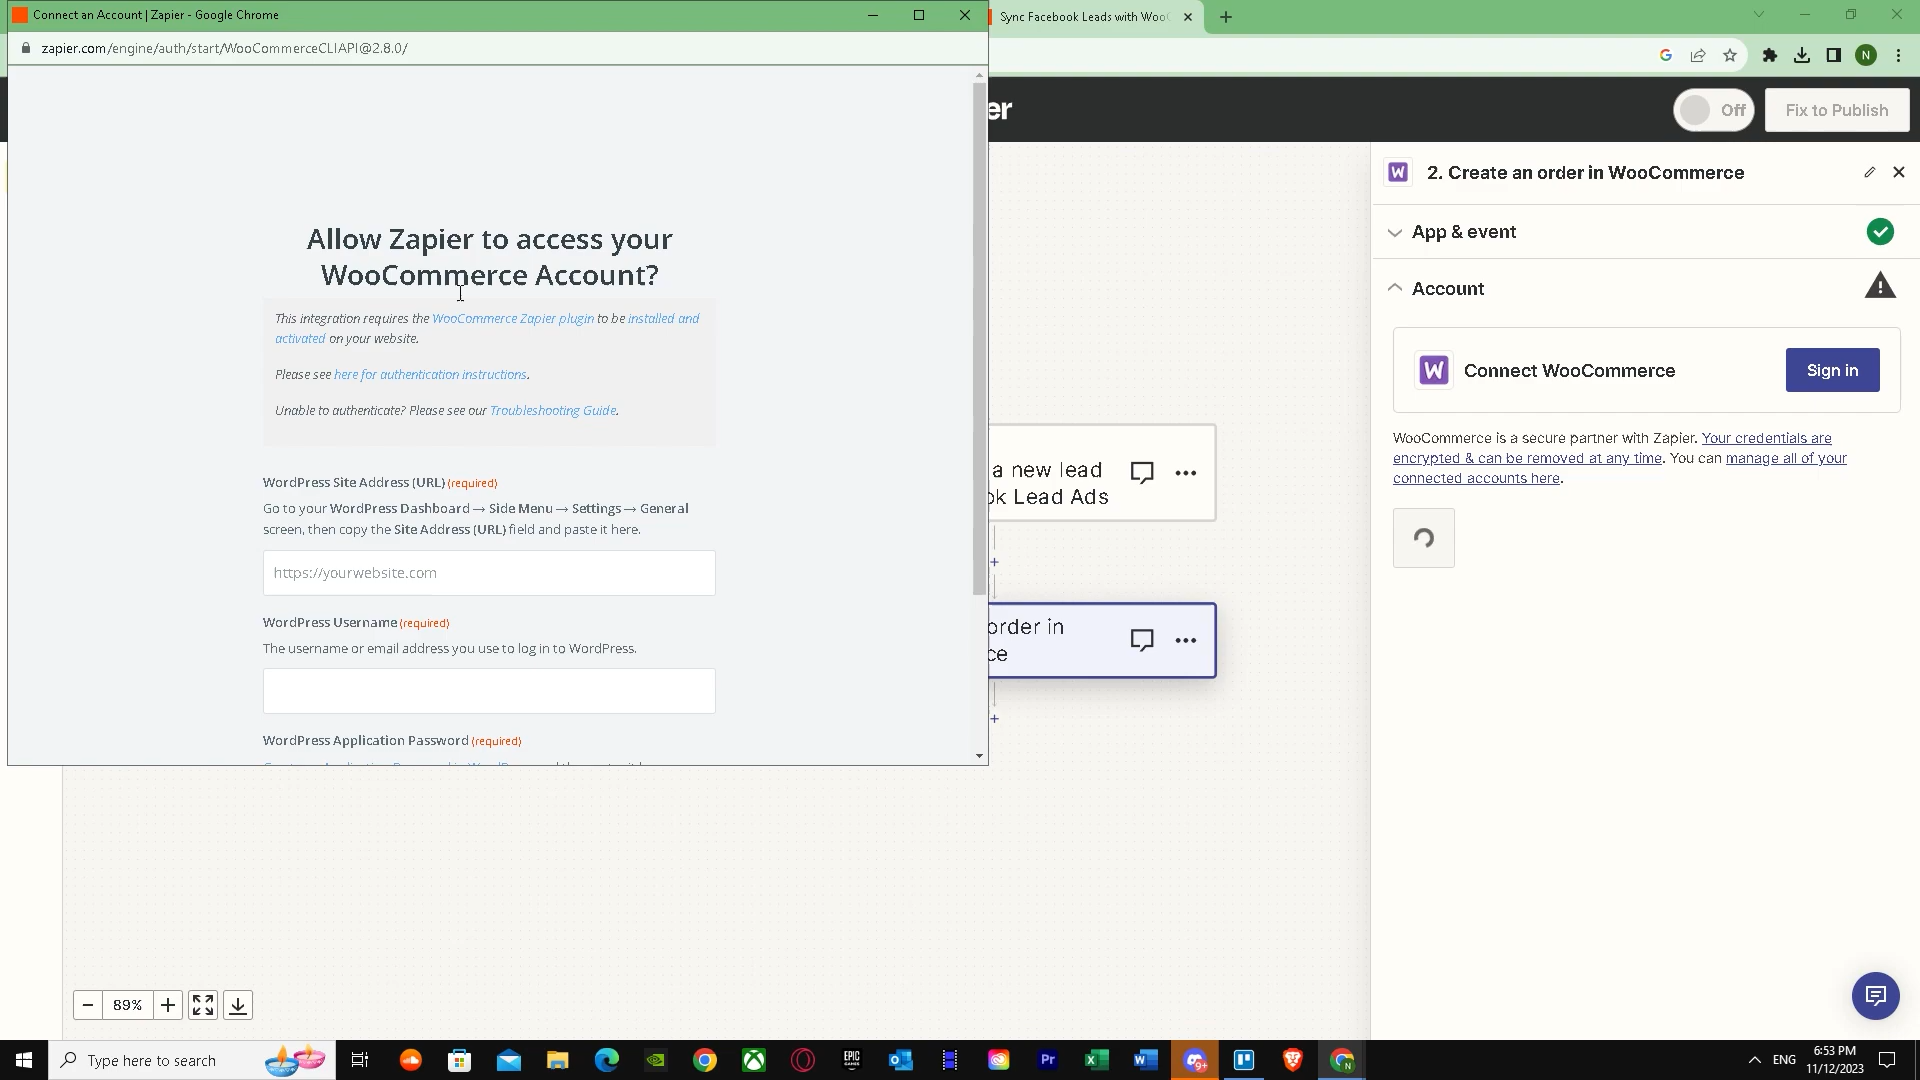 Connect an Account | Zapier - Google Chrome
Sync Facebook Leads with WooC
zapier.com/engine/auth/start/WooCommerceCLIAPI@2.8.0/
N
er
Off
Fix to Publish
Allow Zapier to access your
WooCommerce Account?
This integration requires the WooCommerce Zapier plugin to be installed and
activated on your website.
Please see here for authentication instructions.
Unable to authenticate? Please see our Troubleshooting Guide.
WordPress Site Address (URL) (required)
Go to your WordPress Dashboard → Side Menu → Settings → General
screen, then copy the Site Address (URL) field and paste it here.
https://yourwebsite.com
WordPress Username (required)
The username or email address you use to log in to WordPress.
WordPress Application Password (required)
a new lead
ok Lead Ads
order in
ce
2. Create an order in WooCommerce
App & event
Account
W Connect WooCommerce
Sign in
WooCommerce is a secure partner with Zapier. Your credentials are
encrypted & can be removed at any time. You can manage all of your
connected accounts here.
89%
Type here to search
EPIC
GAMES
Pr
9+
ENG
6:53 PM
11/12/2023